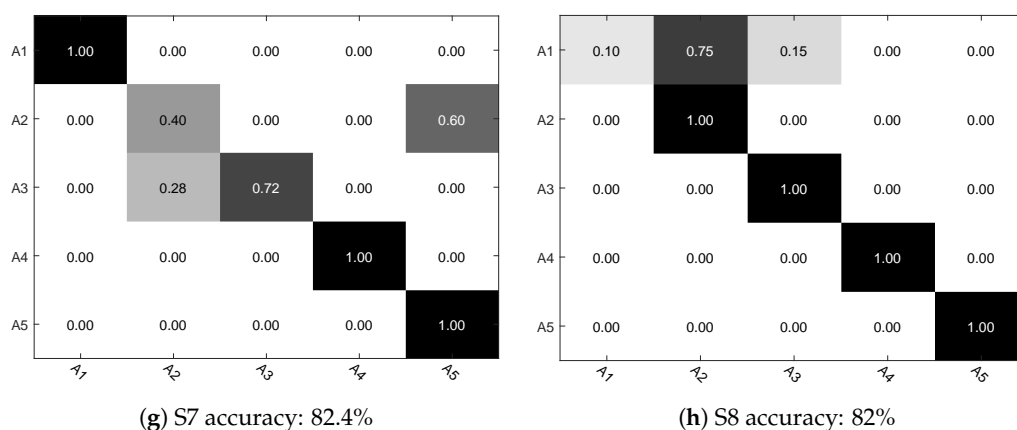 A1 1.00 0.00 0.00 0.00 0.00
A2 0.00 0.40 0.00 0.00 0.60
A3 0.00 0.28 0.72 0.00 0.00
A4 0.00 0.00 0.00 1.00 0.00
A5 0.00 0.00 0.00 0.00 1.00
A1 A2 A3 A4 A5
(g) S7 accuracy: 82.4%
A1 0.10 0.75 0.15 0.00 0.00
A2 0.00 1.00 0.00 0.00 0.00
A3 0.00 0.00 1.00 0.00 0.00
A4 0.00 0.00 0.00 1.00 0.00
A5 0.00 0.00 0.00 0.00 1.00
A1 A2 A3 A4 A5
(h) S8 accuracy: 82%